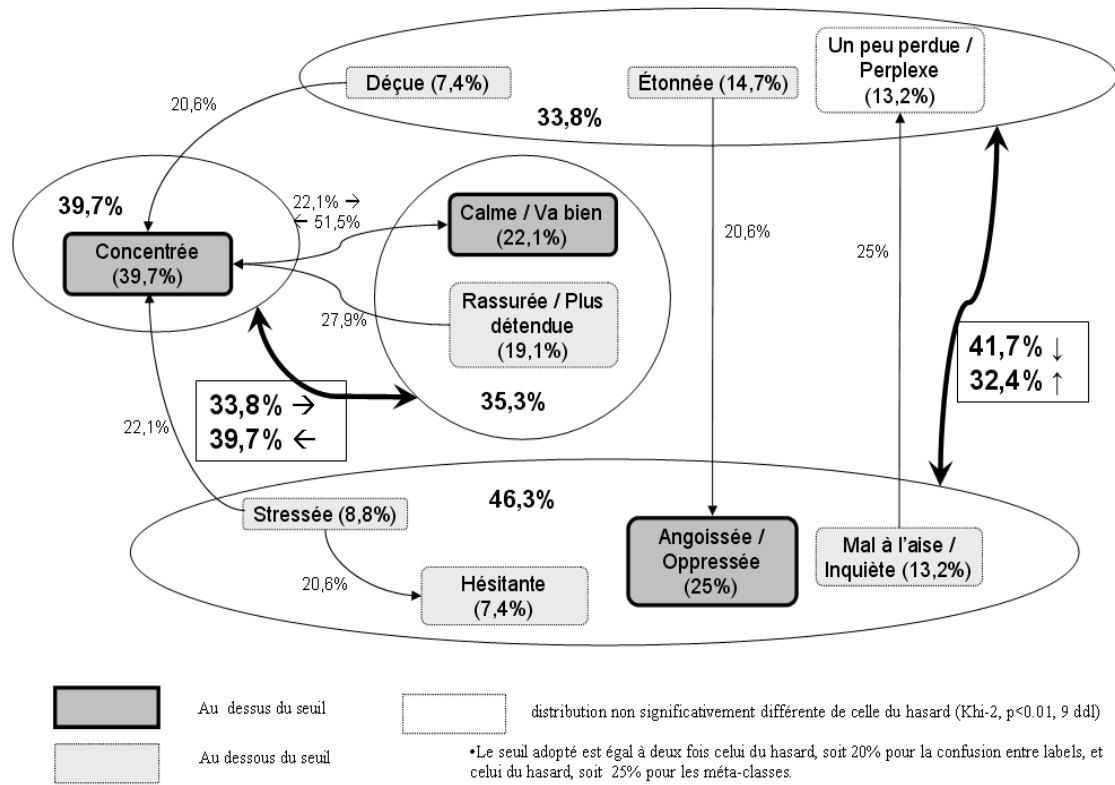 Un peu perdue /
Perplexe
(13,2%)
Déçue (7,4%)
Étonnée (14,7%)
20,6%
33,8%
39,7%
22,1% →
← 51,5%
Calme / Va bien
(22,1%)
Concentrée
(39,7%)
20,6%
25%
Rassurée / Plus
détendue
(19,1%)
27,9%
35,3%
41,7% ↓
32,4% ↑
33,8% →
39,7% ←
22,1%
46,3%
Stressée (8,8%)
Angoissée /
Oppressée
(25%)
Mal à l'aise /
Inquiète (13,2%)
20,6%
Hésitante
(7,4%)
Au dessus du seuil
distribution non significativement différente de celle du hasard (Khi-2, p<0.01, 9 ddl)
Au dessous du seuil
•Le seuil adopté est égal à deux fois celui du hasard, soit 20% pour la confusion entre labels, et
celui du hasard, soit 25% pour les méta-classes.